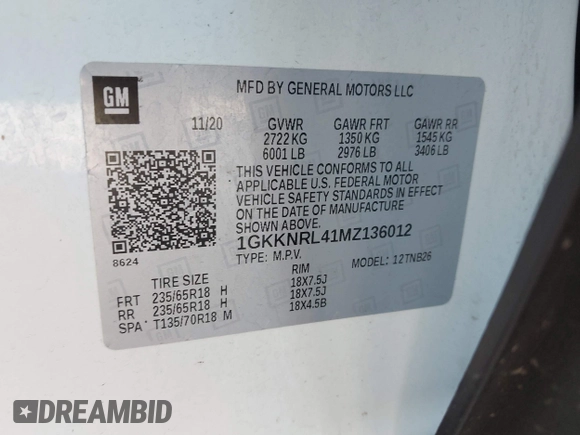 GM
MFD BY GENERAL MOTORS LLC
11/20 GVWR GAWR FRT GAWR RR
2722 KG 1350 KG 1545 KG
6001 LB 2976 LB 3406 LB
THIS VEHICLE CONFORMS TO ALL
APPLICABLE U.S. FEDERAL MOTOR
VEHICLE SAFETY STANDARDS IN EFFECT
ON THE DATE OF MANUFACTURE
SHOWN ABOVE.
1GKKNRL41MZ136012
8624
TYPE: M.P.V. MODEL: 12TNB26
TIRE SIZE RIM
FRT 235/65R18 H 18X7.5J
RR 235/65R18 H 18X7.5J
SPA: T135/70R18 M 18X4.5B
DREAMBID